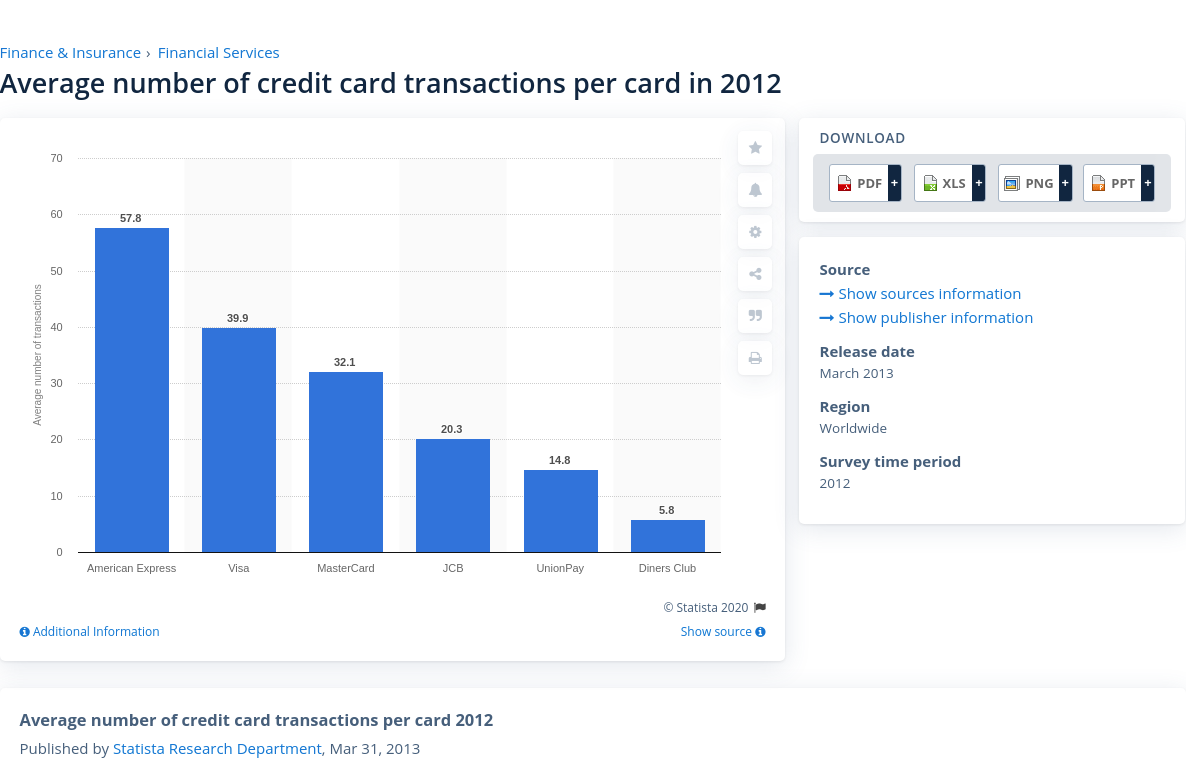 Finance & Insurance › Financial Services
Average number of credit card transactions per card in 2012
Average number of transactions
70
60
50
40
30
20
10
0
57.8
39.9
32.1
20.3
14.8
5.8
American Express
Visa
MasterCard
JCB
UnionPay
Diners Club
© Statista 2020
Additional Information
Show source
DOWNLOAD
PDF +
XLS +
PNG +
PPT +
Source
Show sources information
Show publisher information
Release date
March 2013
Region
Worldwide
Survey time period
2012
Average number of credit card transactions per card 2012
Published by Statista Research Department, Mar 31, 2013